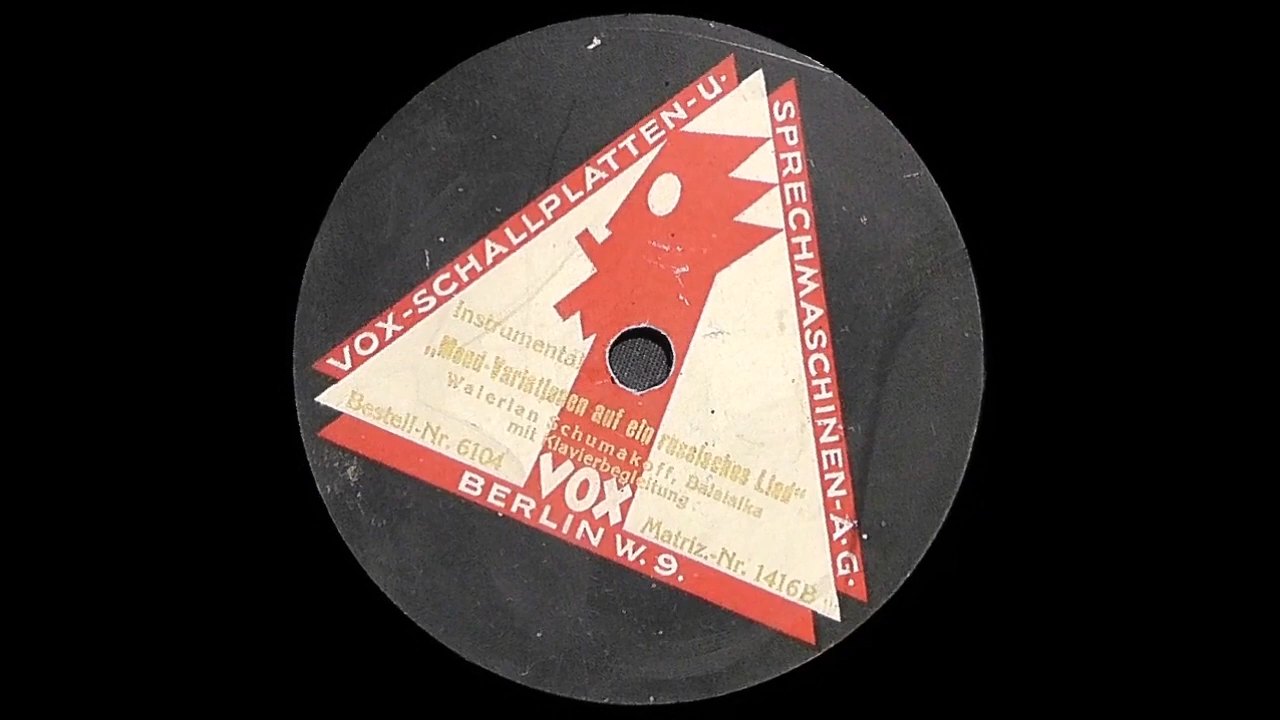 VOX-SCHALLPLATTEN-U.
SPRECHMASCHINEN-A.G.
Instrumental
„Mond-Variationen auf ein russisches Lied“
Walerian Schumakoff, Balalaika
mit Klavierbegleitung
Bestell-Nr. 6104
VOX
Matriz.-Nr. 1416B
BERLIN W. 9.